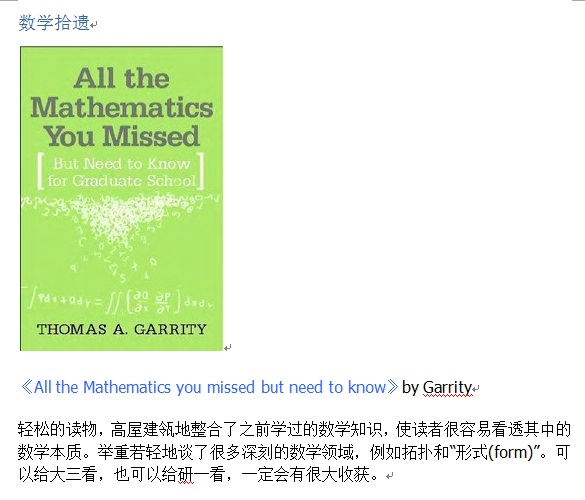 数学拾遗
All the
Mathematics
You Missed
[But Need to Know
for Graduate School]
THOMAS A. GARRITY
《All the Mathematics you missed but need to know》by Garrity
轻松的读物，高屋建瓴地整合了之前学过的数学知识，使读者很容易看透其中的
数学本质。举重若轻地谈了很多深刻的数学领域，例如拓扑和“形式(form)”。可
以给大三看，也可以给研一看，一定会有很大收获。